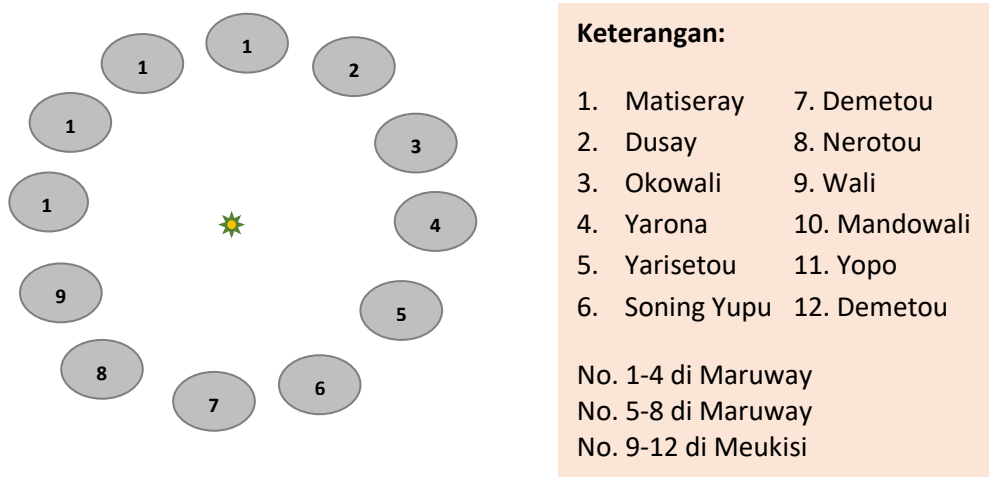 1
1
2
1
3
1
4
9
5
8
6
7
Keterangan:
1. Matiseray 7. Demetou
2. Dusay 8. Nerotou
3. Okowali 9. Wali
4. Yarona 10. Mandowali
5. Yarisetou 11. Yopo
6. Soning Yupu 12. Demetou
No. 1-4 di Maruway
No. 5-8 di Maruway
No. 9-12 di Meukisi